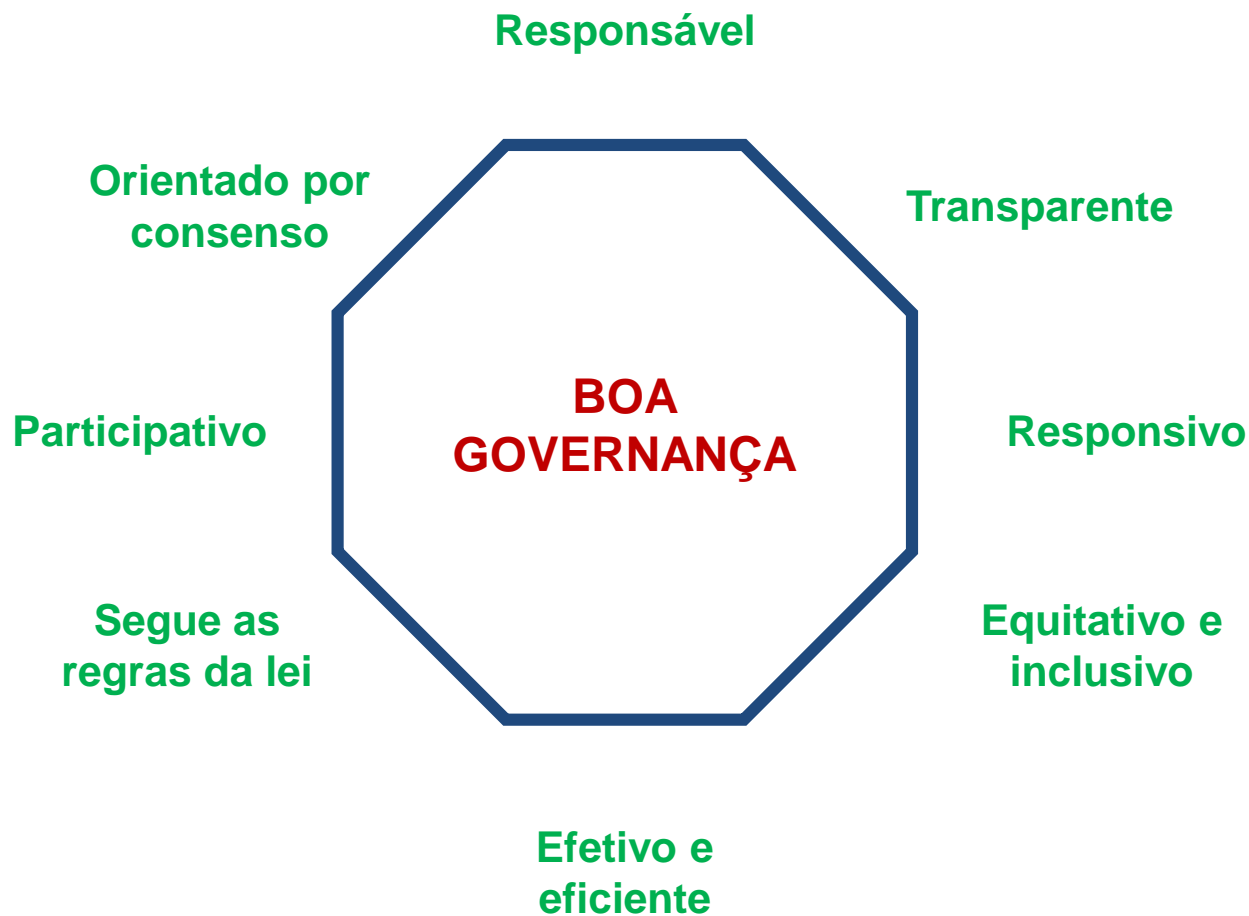 Responsável
Orientado por
consenso
Transparente
Participativo
BOA
GOVERNANÇA
Responsivo
Segue as
regras da lei
Equitativo e
inclusivo
Efetivo e
eficiente